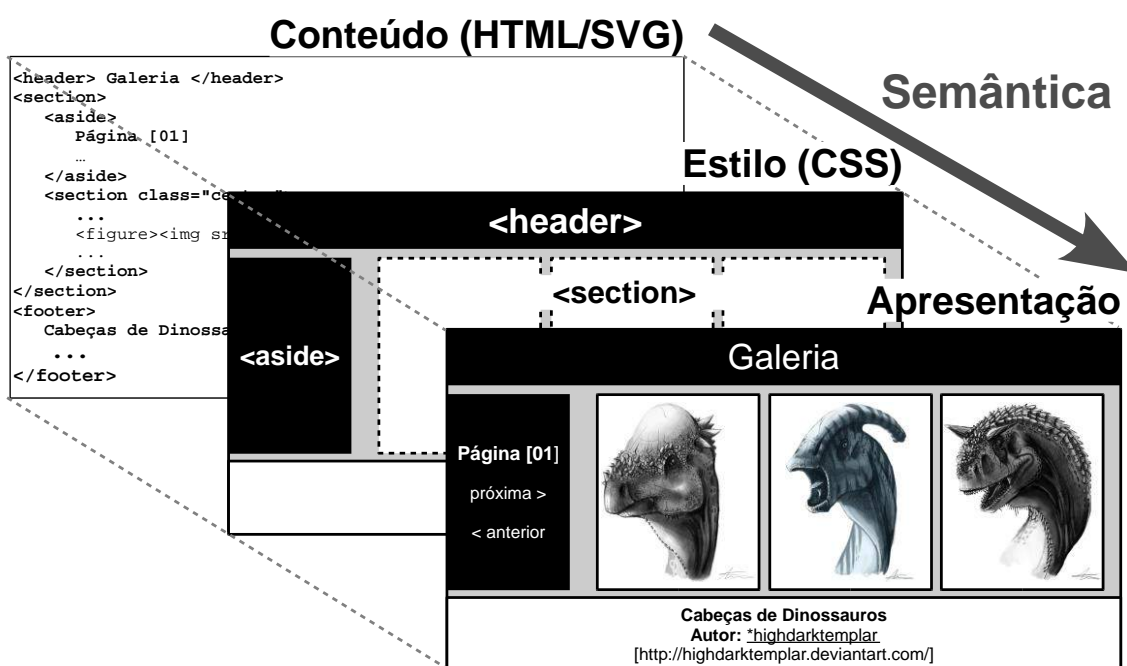 Conteúdo (HTML/SVG)
Semântica
<header> Galeria </header>
<section>
<aside>
Página [01]
…
</aside>
<section class="ce
...
<figure><img sr
...
</section>
</section>
<footer>
Cabeças de Dinossa
...
</footer>
Estilo (CSS)
<header>
<section>
<aside>
Apresentação
Galeria
Página [01]
próxima >
< anterior
Cabeças de Dinossauros
Autor: *highdarktemplar
[http://highdarktemplar.deviantart.com/]